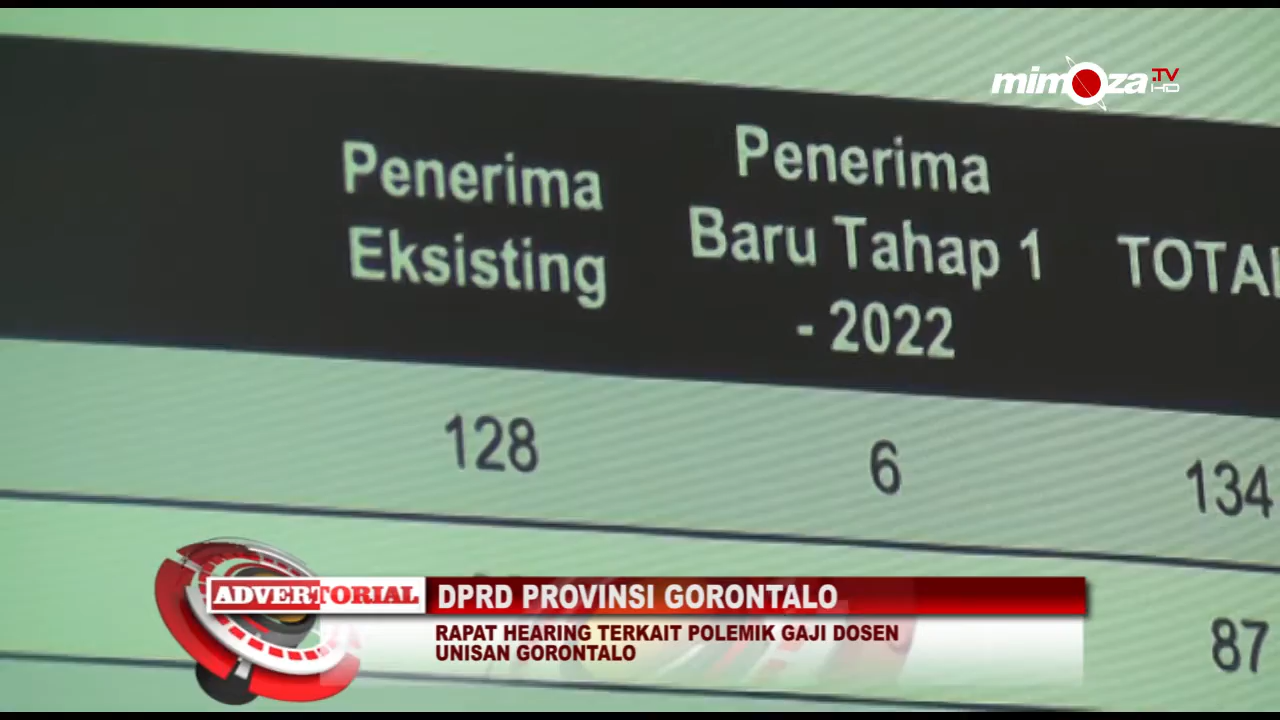 mimoza.TV
HD
Penerima
Eksisting
Penerima
Baru Tahap 1
- 2022
TOTAL
128
6
134
87
ADVERTORIAL
DPRD PROVINSI GORONTALO
RAPAT HEARING TERKAIT POLEMIK GAJI DOSEN
UNISAN GORONTALO